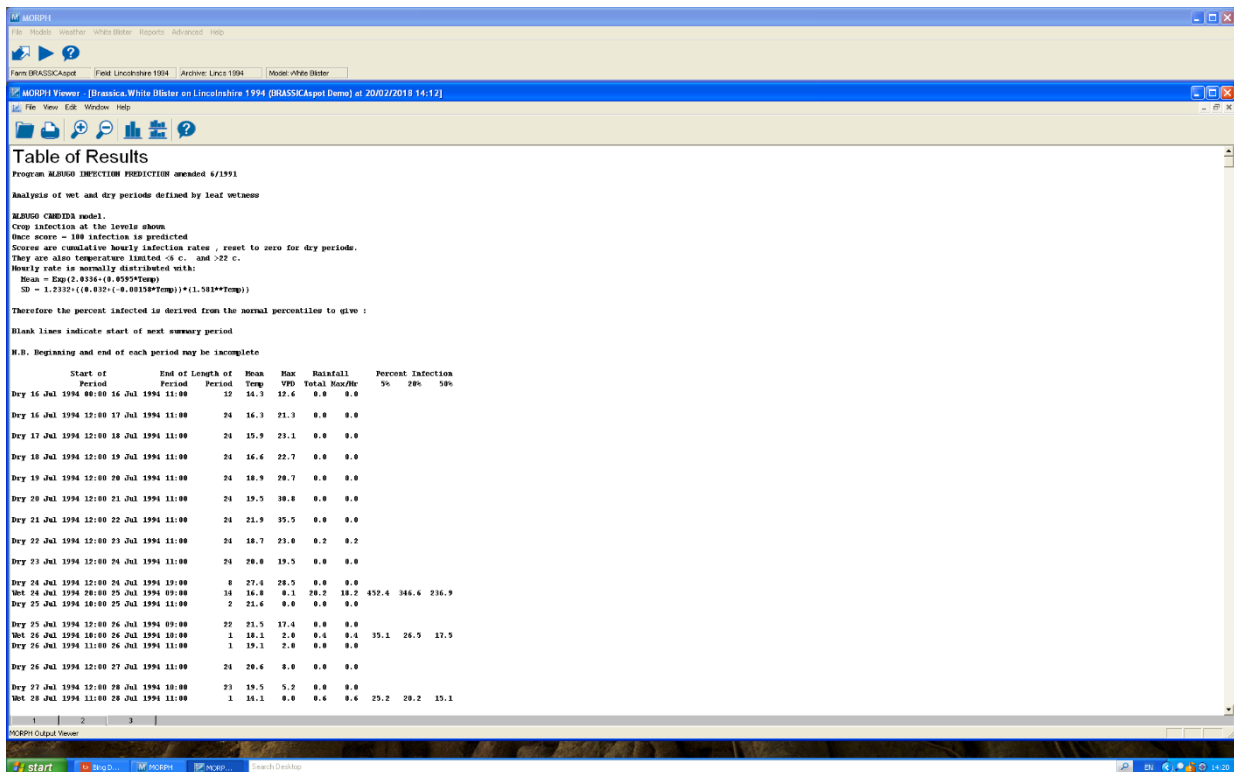 MORPH
File Models Weather White Blister Reports Advanced Help
Farm: BRASSICAspot Field: Lincolnshire 1994 Archive: Lincs 1994 Model: White Blister
MORPH Viewer - [Brassica.White Blister on Lincolnshire 1994 (BRASSICAspot Demo) at 20/02/2018 14:12]
File View Edit Window Help
Table of Results
Program ALBUGO INFECTION PREDICTION amended 6/1991
Analysis of wet and dry periods defined by leaf wetness
ALBUGO CANDIDA model.
Crop infection at the levels shown
Once score = 100 infection is predicted
Scores are cumulative hourly infection rates , reset to zero for dry periods.
They are also temperature limited <6 c. and >22 c.
Hourly rate is normally distributed with:
Mean = Exp(2.0336+(0.0595*Temp)
SD = 1.2332+((0.032+(-0.00158*Temp))*(1.581**Temp))
Therefore the percent infected is derived from the normal percentiles to give :
Blank lines indicate start of next summary period
N.B. Beginning and end of each period may be incomplete
Start of End of Length of Mean Max Rainfall Percent Infection
Period Period Period Temp VPD Total Max/Hr 5% 20% 50%
Dry 16 Jul 1994 00:00 16 Jul 1994 11:00 12 14.3 12.6 0.0 0.0
Dry 16 Jul 1994 12:00 17 Jul 1994 11:00 24 16.3 21.3 0.0 0.0
Dry 17 Jul 1994 12:00 18 Jul 1994 11:00 24 15.9 23.1 0.0 0.0
Dry 18 Jul 1994 12:00 19 Jul 1994 11:00 24 16.6 22.7 0.0 0.0
Dry 19 Jul 1994 12:00 20 Jul 1994 11:00 24 18.9 20.7 0.0 0.0
Dry 20 Jul 1994 12:00 21 Jul 1994 11:00 24 19.5 30.8 0.0 0.0
Dry 21 Jul 1994 12:00 22 Jul 1994 11:00 24 21.9 35.5 0.0 0.0
Dry 22 Jul 1994 12:00 23 Jul 1994 11:00 24 18.7 23.0 0.2 0.2
Dry 23 Jul 1994 12:00 24 Jul 1994 11:00 24 20.8 19.5 0.0 0.0
Dry 24 Jul 1994 12:00 24 Jul 1994 19:00 8 27.4 28.5 0.0 0.0
Wet 24 Jul 1994 20:00 25 Jul 1994 09:00 14 16.8 0.1 20.2 18.2 452.4 346.6 236.9
Dry 25 Jul 1994 10:00 25 Jul 1994 11:00 2 21.6 0.0 0.0 0.0
Dry 25 Jul 1994 12:00 26 Jul 1994 09:00 22 21.5 17.4 0.0 0.0
Wet 26 Jul 1994 10:00 26 Jul 1994 10:00 1 18.1 2.0 0.4 0.4 35.1 26.5 17.5
Dry 26 Jul 1994 11:00 26 Jul 1994 11:00 1 19.1 2.0 0.0 0.0
Dry 26 Jul 1994 12:00 27 Jul 1994 11:00 24 20.6 8.0 0.0 0.0
Dry 27 Jul 1994 12:00 28 Jul 1994 10:00 23 19.5 5.2 0.0 0.0
Wet 28 Jul 1994 11:00 28 Jul 1994 11:00 1 14.1 0.0 0.6 0.6 25.2 20.2 15.1
1 2 3
MORPH Output Viewer
start Bing D... MORPH MORP... Search Desktop EN 14:20